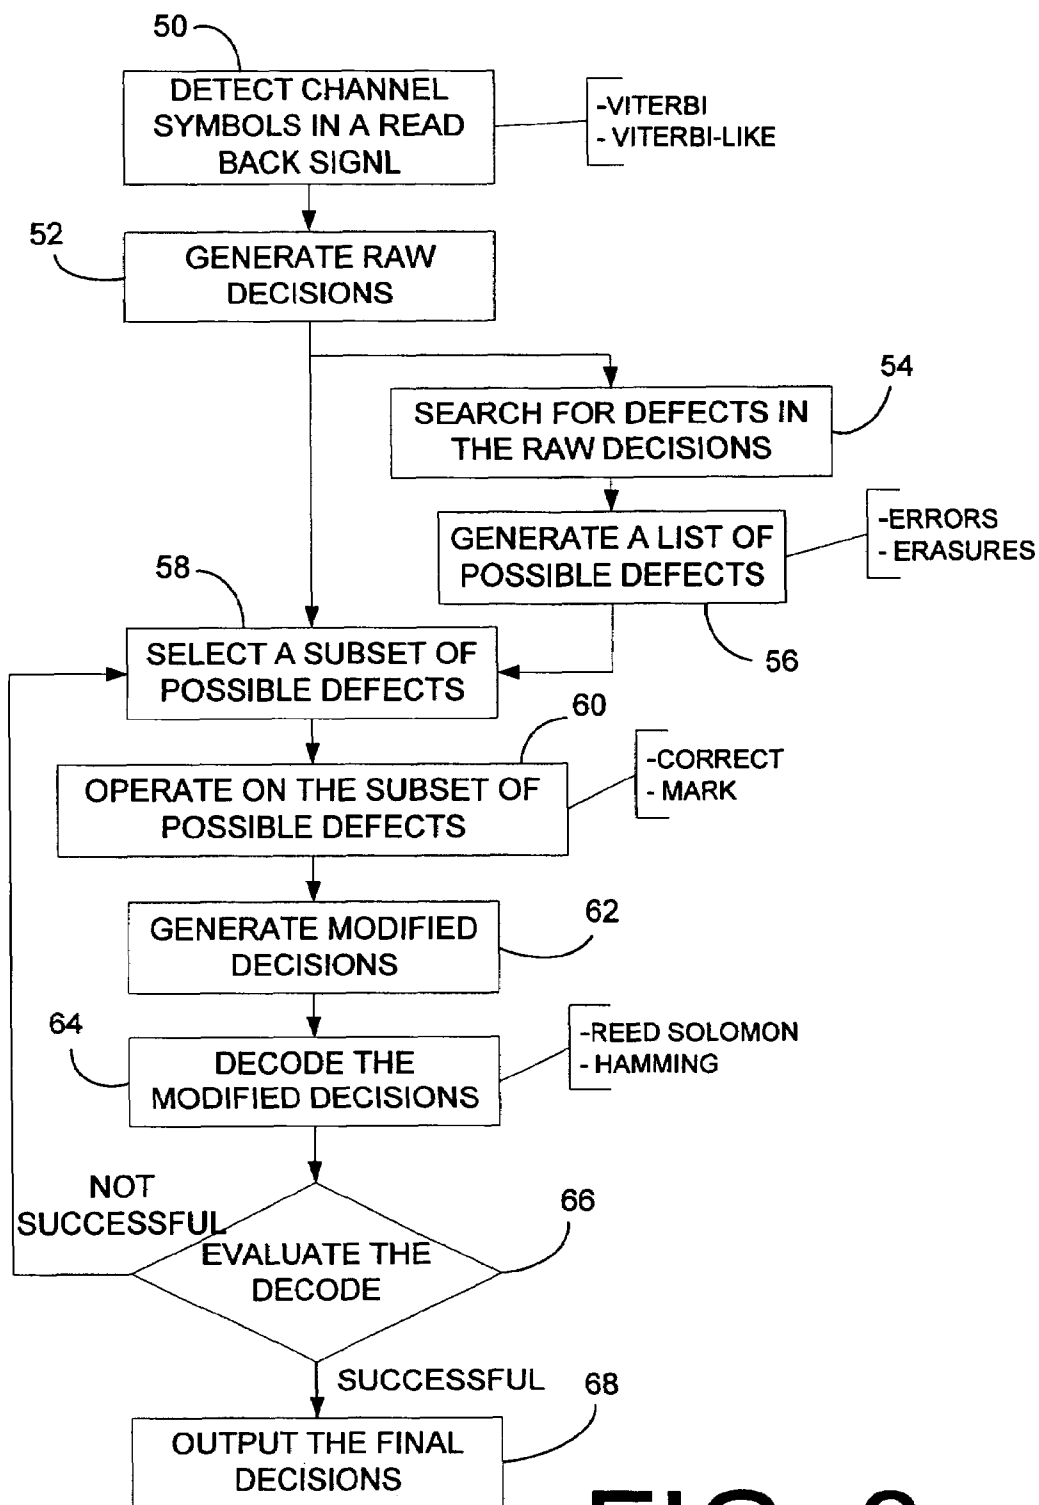 50
DETECT CHANNEL
SYMBOLS IN A READ
BACK SIGNL
-VITERBI
- VITERBI-LIKE
52
GENERATE RAW
DECISIONS
54
SEARCH FOR DEFECTS IN
THE RAW DECISIONS
GENERATE A LIST OF
POSSIBLE DEFECTS
-ERRORS
- ERASURES
56
58
SELECT A SUBSET OF
POSSIBLE DEFECTS
60
OPERATE ON THE SUBSET OF
POSSIBLE DEFECTS
-CORRECT
- MARK
62
GENERATE MODIFIED
DECISIONS
64
DECODE THE
MODIFIED DECISIONS
-REED SOLOMON
- HAMMING
NOT
SUCCESSFUL
66
EVALUATE THE
DECODE
SUCCESSFUL
68
OUTPUT THE FINAL
DECISIONS